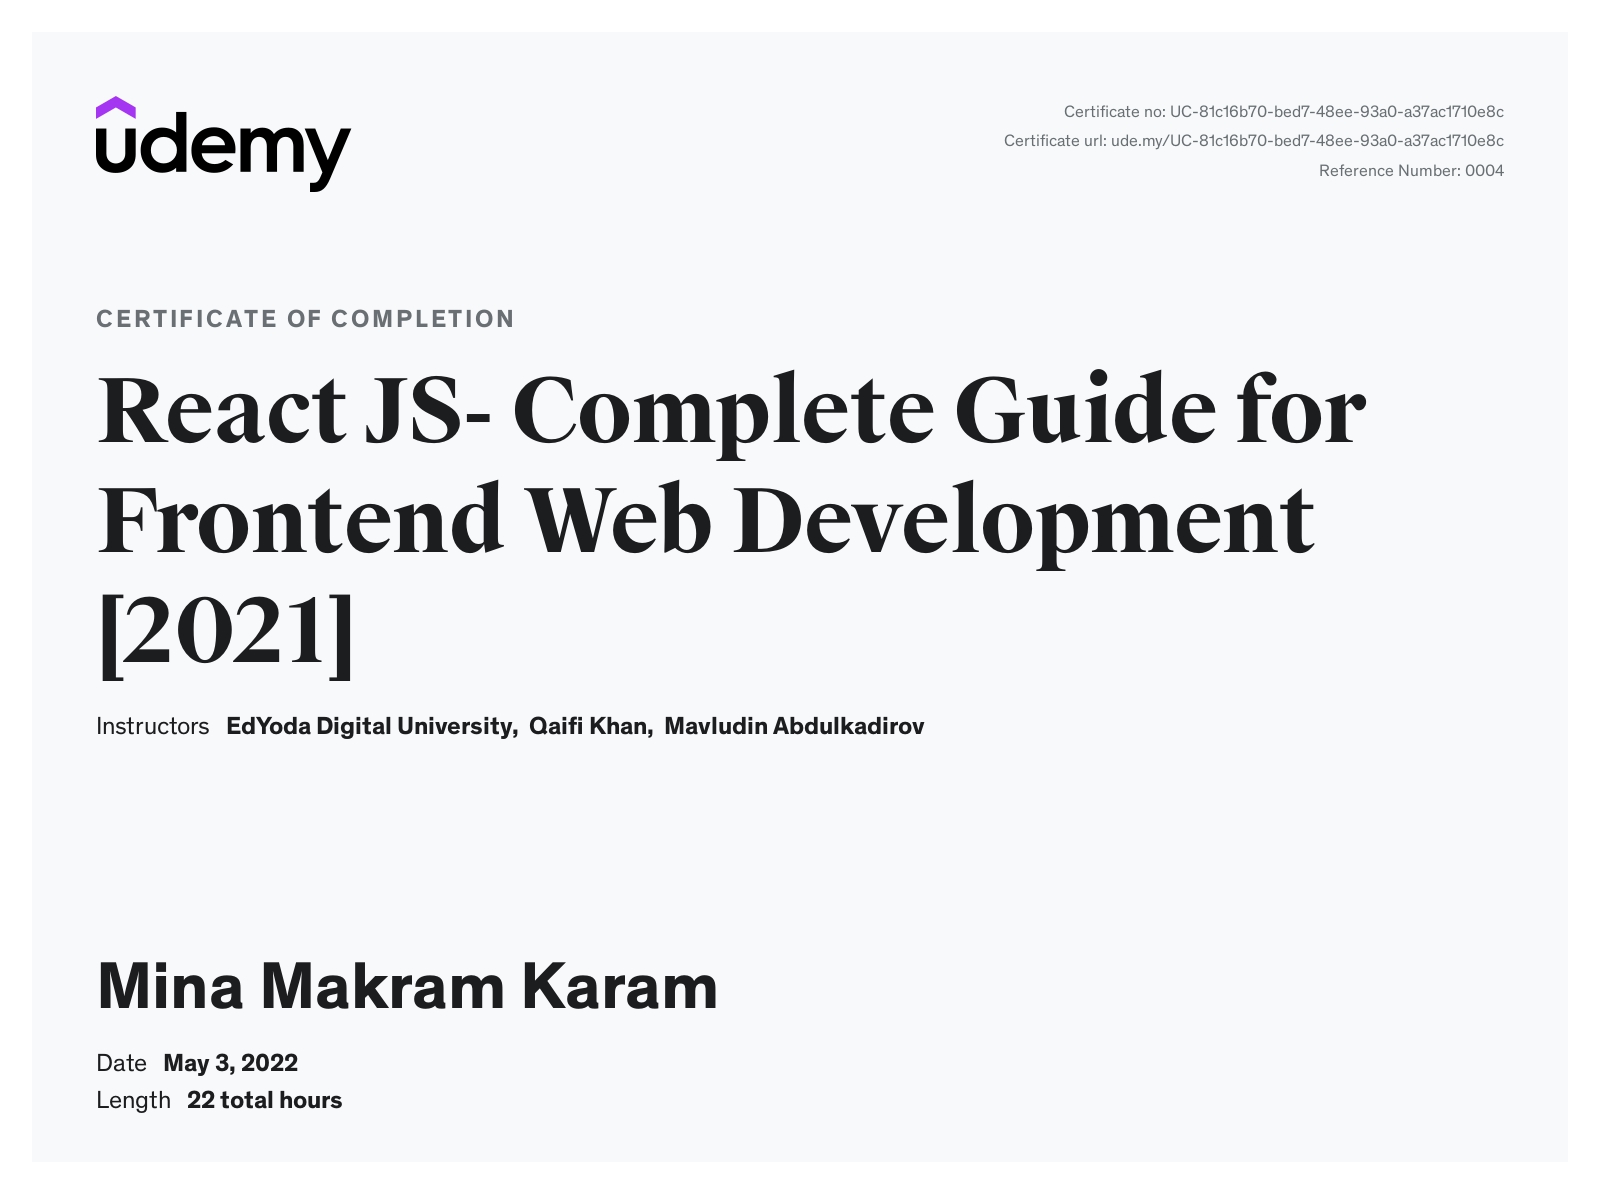 udemy
Certificate no: UC-81c16b70-bed7-48ee-93a0-a37ac1710e8c
Certificate url: ude.my/UC-81c16b70-bed7-48ee-93a0-a37ac1710e8c
Reference Number: 0004
CERTIFICATE OF COMPLETION
React JS- Complete Guide for
Frontend Web Development
[2021]
Instructors EdYoda Digital University, Qaifi Khan, Mavludin Abdulkadirov
Mina Makram Karam
Date May 3, 2022
Length 22 total hours